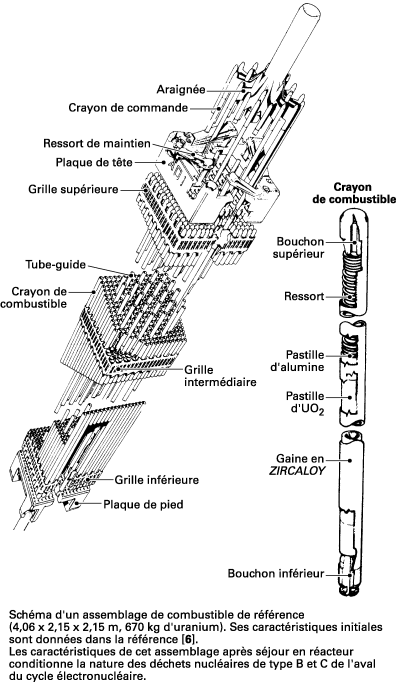 Araignée
Crayon de commande
Ressort de maintien
Plaque de tête
Grille supérieure
Tube-guide
Crayon de
combustible
Grille
intermédiaire
Grille inférieure
Plaque de pied
Crayon
de combustible
Bouchon
supérieur
Ressort
Pastille
d'alumine
Pastille
d'UO₂
Gaine en
ZIRCALOY
Bouchon inférieur
Schéma d'un assemblage de combustible de référence
(4,06 x 2,15 x 2,15 m, 670 kg d'uranium). Ses caractéristiques initiales
sont données dans la référence [6].
Les caractéristiques de cet assemblage après séjour en réacteur
conditionne la nature des déchets nucléaires de type B et C de l'aval
du cycle électronucléaire.